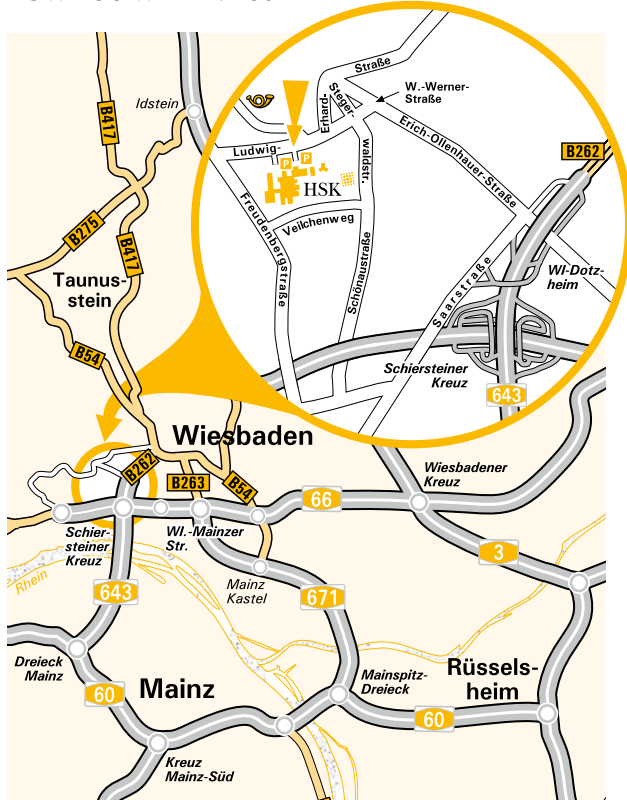 Straße
W.-Werner-
Straße
Idstein
Steger-
Erhard-
B417
Erich-Ollenhauer-Straße
Ludwig-
waldstr.
B262
P
P
HSK
Freudenbergstraße
Veilchenweg
B275
B417
Schönaustraße
Saarstraße
WI-Dotz-
heim
Taunus-
stein
B54
Schiersteiner
Kreuz
643
Wiesbaden
B262
B263
B54
Wiesbadener
Kreuz
66
Schier-
steiner
Kreuz
WI.-Mainzer
Str.
3
Rhein
643
Mainz
Kastel
671
Dreieck
Mainz
60
Mainz
Mainspitz-
Dreieck
Rüssels-
heim
60
Kreuz
Mainz-Süd